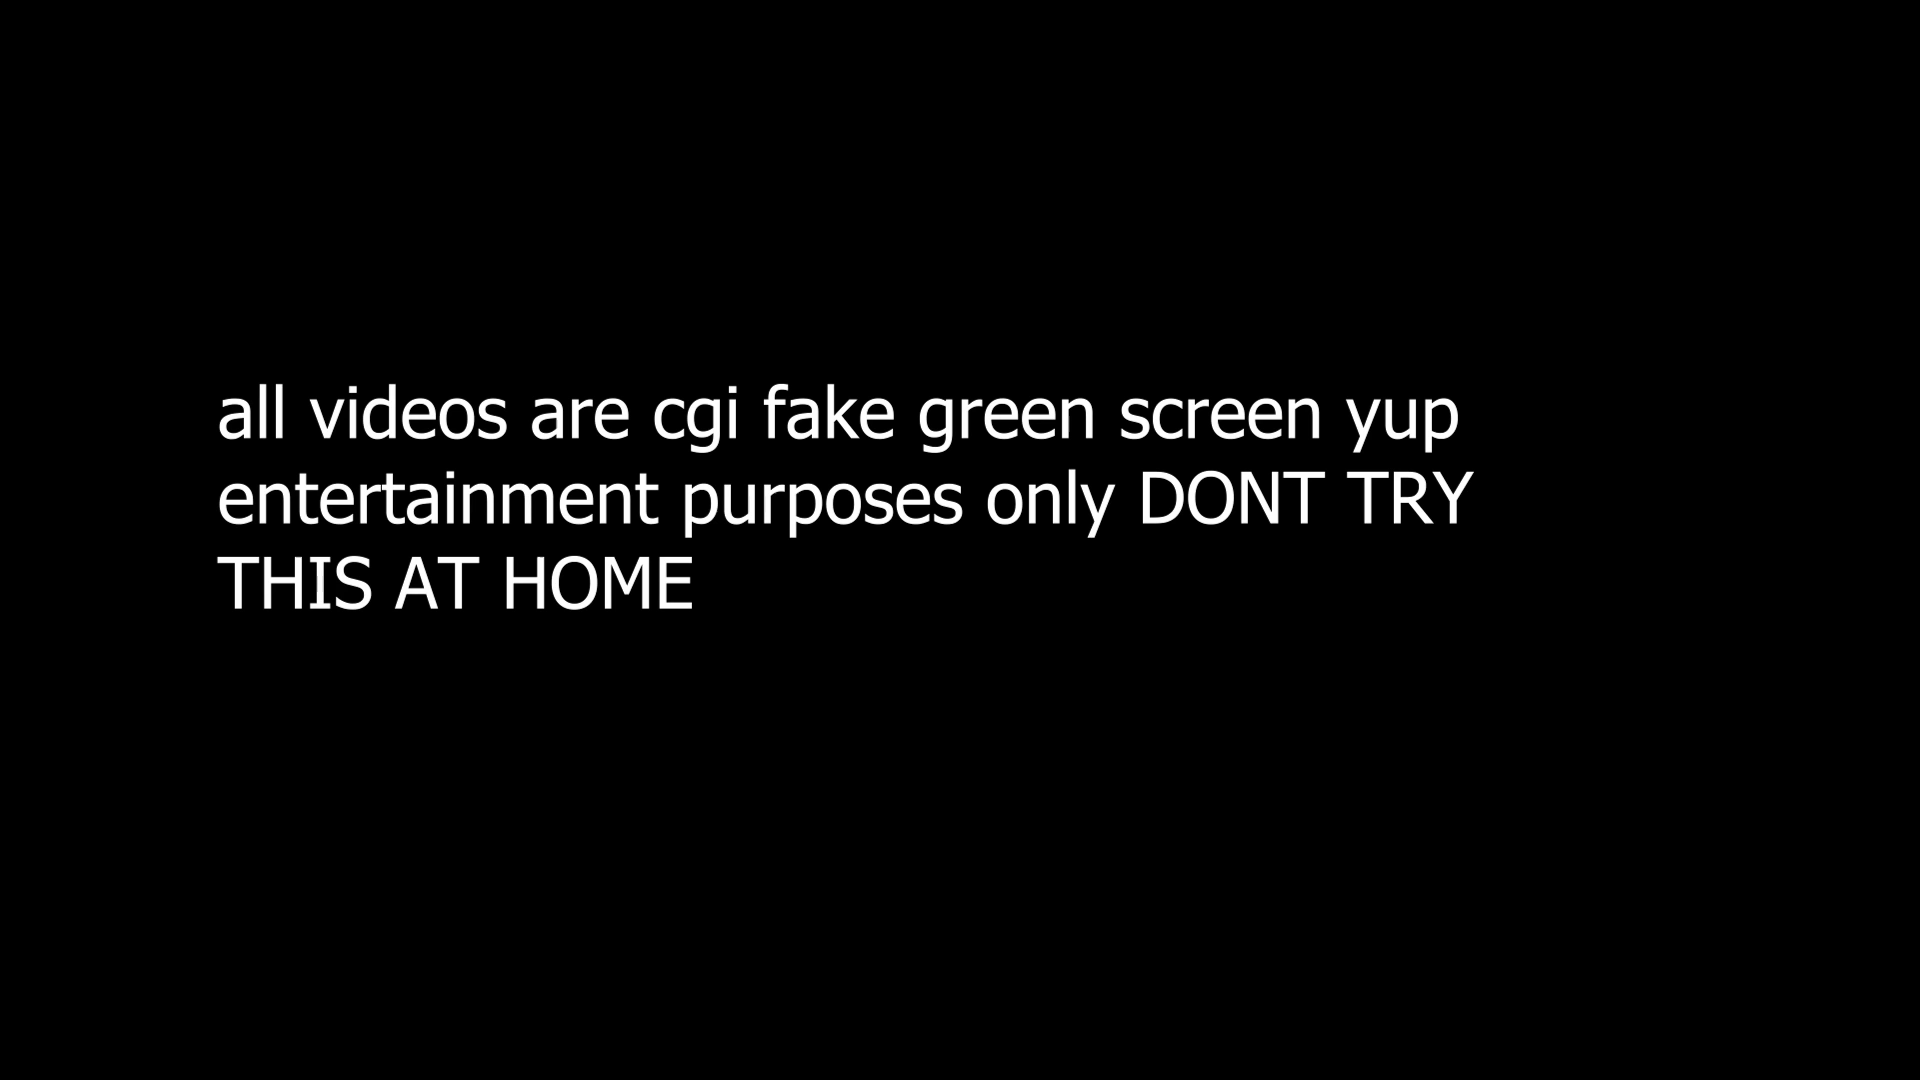 all videos are cgi fake green screen yup
entertainment purposes only DONT TRY
THIS AT HOME